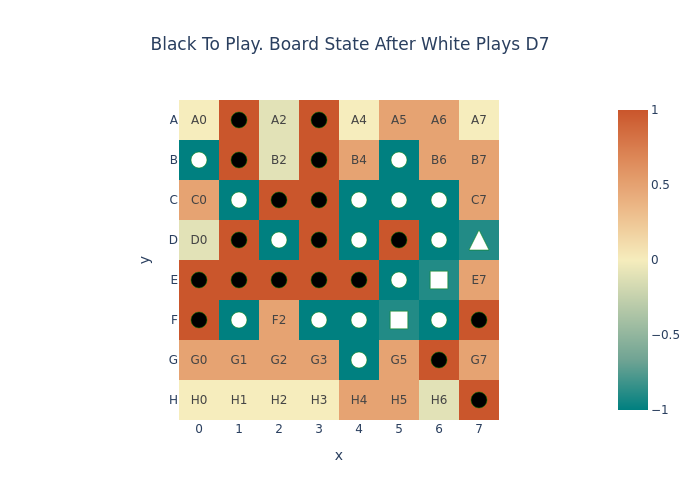 Black To Play. Board State After White Plays D7
A A0 A2 A4 A5 A6 A7 1
B B2 B4 B6 B7
C C0 C7 0.5
D D0
E E7 0
F F2
G G0 G1 G2 G3 G5 G7 −0.5
H H0 H1 H2 H3 H4 H5 H6 −1
0 1 2 3 4 5 6 7
x
y